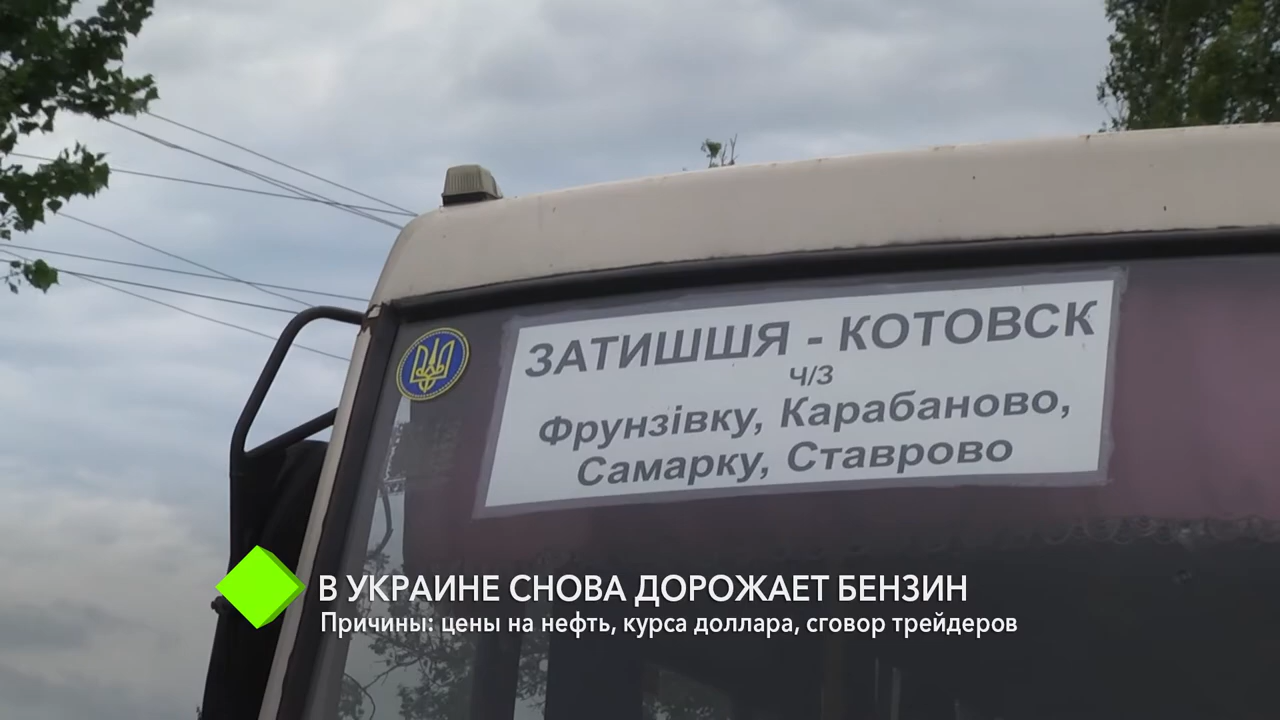 ЗАТИШШЯ - КОТОВСК
Ч/З
Фрунзівку, Карабаново,
Самарку, Ставрово
В УКРАИНЕ СНОВА ДОРОЖАЕТ БЕНЗИН
Причины: цены на нефть, курса доллара, сговор трейдеров